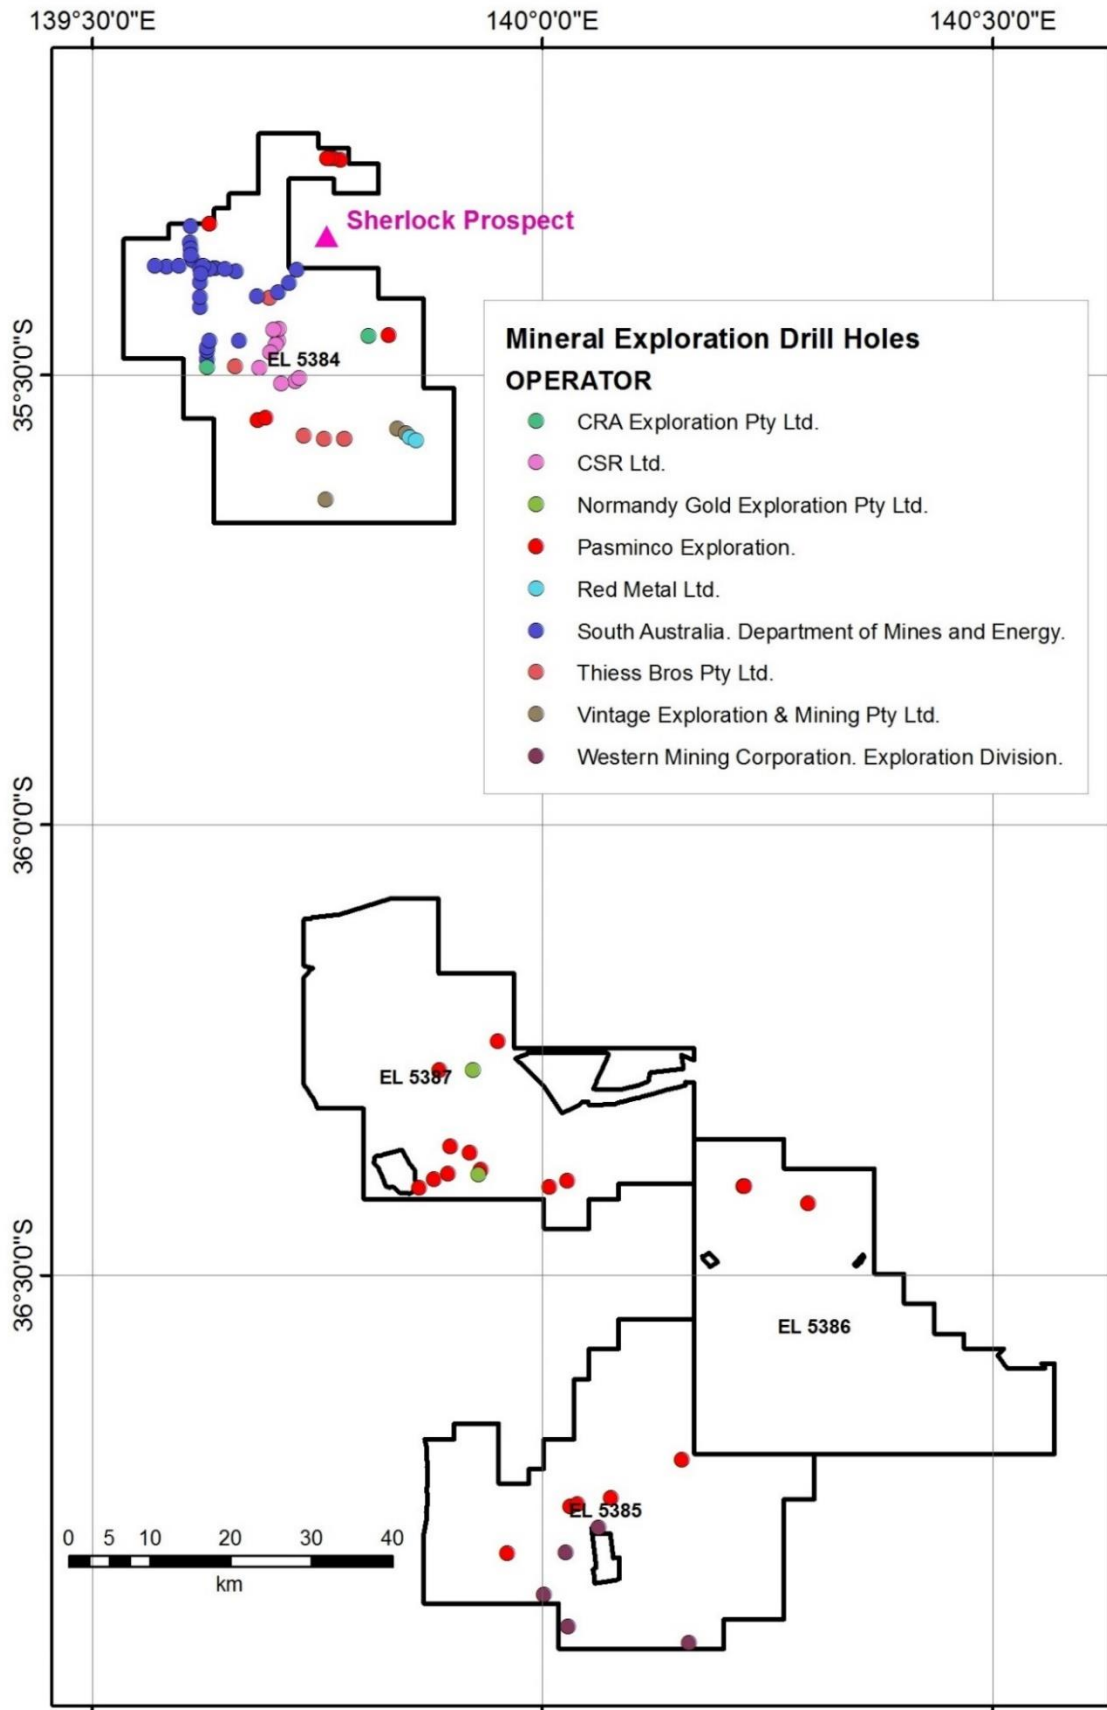 139°30'0"E
140°0'0"E
140°30'0"E
Sherlock Prospect
35°30'0"S
EL 5384
Mineral Exploration Drill Holes
OPERATOR
CRA Exploration Pty Ltd.
CSR Ltd.
Normandy Gold Exploration Pty Ltd.
Pasminco Exploration.
Red Metal Ltd.
South Australia. Department of Mines and Energy.
Thiess Bros Pty Ltd.
Vintage Exploration & Mining Pty Ltd.
Western Mining Corporation. Exploration Division.
36°0'0"S
EL 5387
36°30'0"S
EL 5386
EL 5385
0 5 10 20 30 40
km